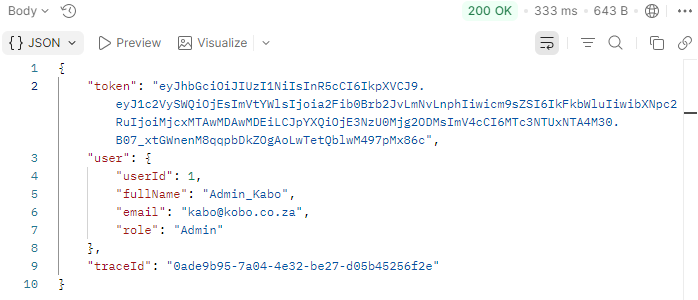 Body
200 OK • 333 ms • 643 B
{} JSON Preview Visualize
1 {
2 "token": "eyJhbGciOiJIUzI1NiIsInR5cCI6IkpXVCJ9.
eyJ1c2VySWQiOjEsImVtYWlsIjoia2Fib0Brb2JvLmNvLnphIiwicm9sZSI6IkFkbWluIiwibXNpc2
RuIjoiMjcxMTAwMDAwMDEiLCJpYXQiOjE3NzU0Mjg2ODMsImV4cCI6MTc3NTUxNTA4M30.
B07_xtGWnenM8qqpbDkZOgAoLwTetQblwM497pMx86c",
3 "user": {
4 "userId": 1,
5 "fullName": "Admin_Kabo",
6 "email": "kabo@kobo.co.za",
7 "role": "Admin"
8 },
9 "traceId": "0ade9b95-7a04-4e32-be27-d05b45256f2e"
10 }